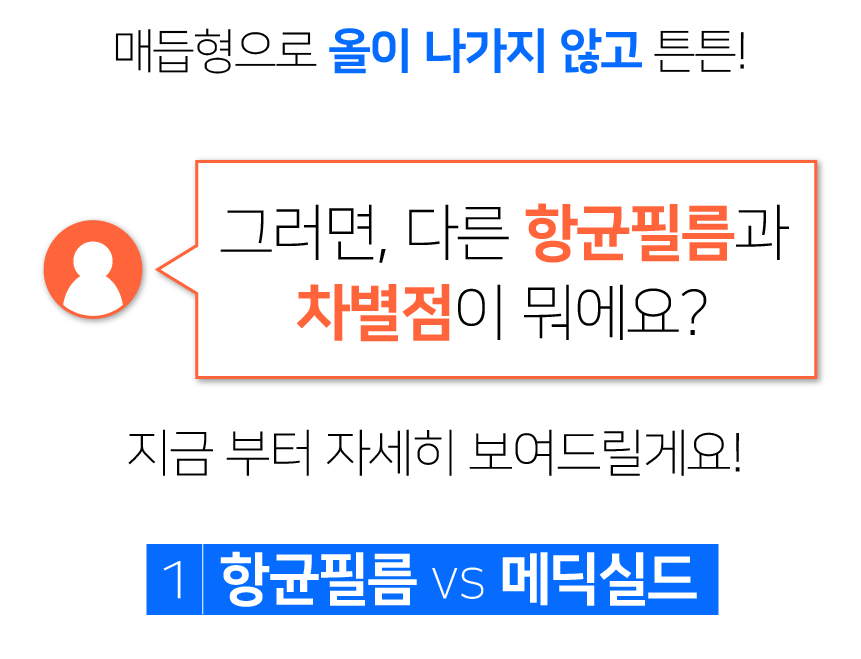 매듭형으로 올이 나가지 않고 튼튼!
그러면, 다른 항균필름과
차별점이 뭐에요?
지금 부터 자세히 보여드릴게요!
1 항균필름 vs 메딕실드